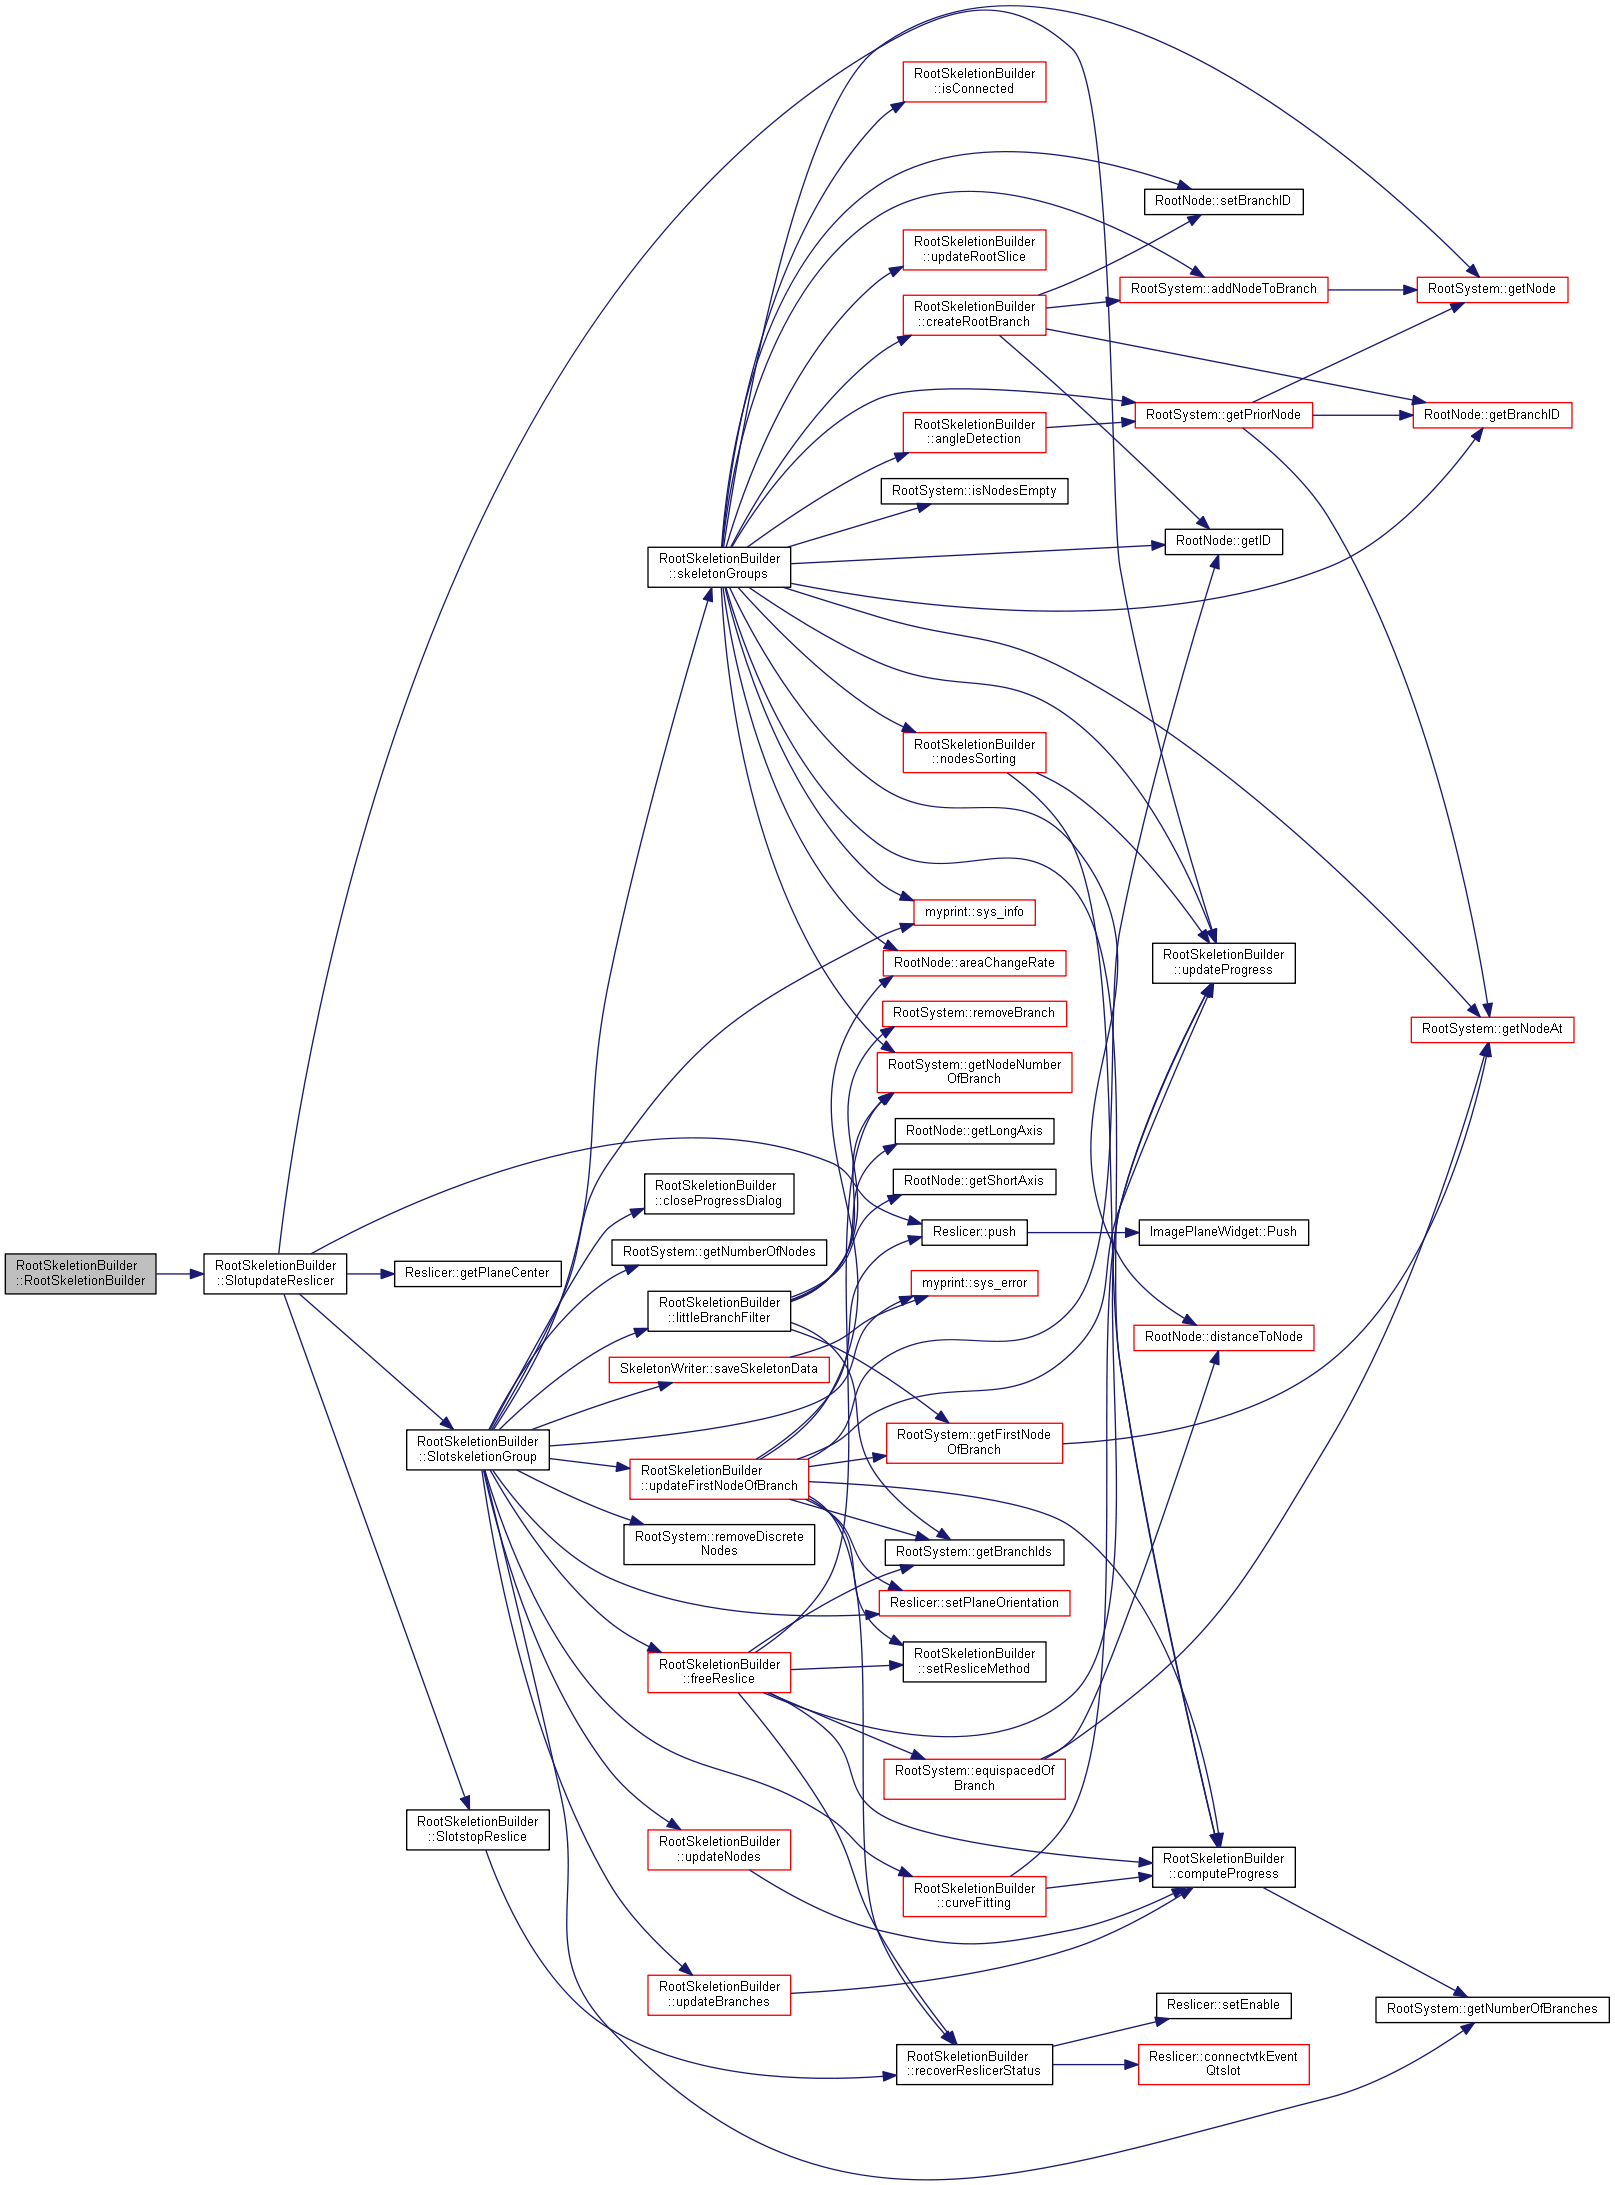 RootSkeletionBuilder
::isConnected
RootNode::setBranchID
RootSkeletionBuilder
::updateRootSlice
RootSystem::addNodeToBranch
RootSystem::getNode
RootSkeletionBuilder
::createRootBranch
RootSystem::getPriorNode
RootNode::getBranchID
RootSkeletionBuilder
::angleDetection
RootSystem::isNodesEmpty
RootNode::getID
RootSkeletionBuilder
::skeletonGroups
RootSkeletionBuilder
::nodesSorting
myprint::sys_info
RootNode::areaChangeRate
RootSkeletionBuilder
::updateProgress
RootSystem::removeBranch
RootSystem::getNodeAt
RootSystem::getNodeNumber
OfBranch
RootNode::getLongAxis
RootNode::getShortAxis
RootSkeletionBuilder
::closeProgressDialog
Reslicer::push
ImagePlaneWidget::Push
RootSystem::getNumberOfNodes
RootSkeletionBuilder
::RootSkeletionBuilder
RootSkeletionBuilder
::SlotupdateReslicer
Reslicer::getPlaneCenter
myprint::sys_error
RootSkeletionBuilder
::littleBranchFilter
RootNode::distanceToNode
SkeletonWriter::saveSkeletonData
RootSkeletionBuilder
::SlotskeletionGroup
RootSystem::getFirstNode
OfBranch
RootSkeletionBuilder
::updateFirstNodeOfBranch
RootSystem::removeDiscrete
Nodes
RootSystem::getBranchIds
Reslicer::setPlaneOrientation
RootSkeletionBuilder
::setResliceMethod
RootSkeletionBuilder
::freeReslice
RootSystem::equispacedOf
Branch
RootSkeletionBuilder
::SlotstopReslice
RootSkeletionBuilder
::updateNodes
RootSkeletionBuilder
::computeProgress
RootSkeletionBuilder
::curveFitting
RootSkeletionBuilder
::updateBranches
Reslicer::setEnable
RootSystem::getNumberOfBranches
RootSkeletionBuilder
::recoverReslicerStatus
Reslicer::connectvtkEvent
Qtslot